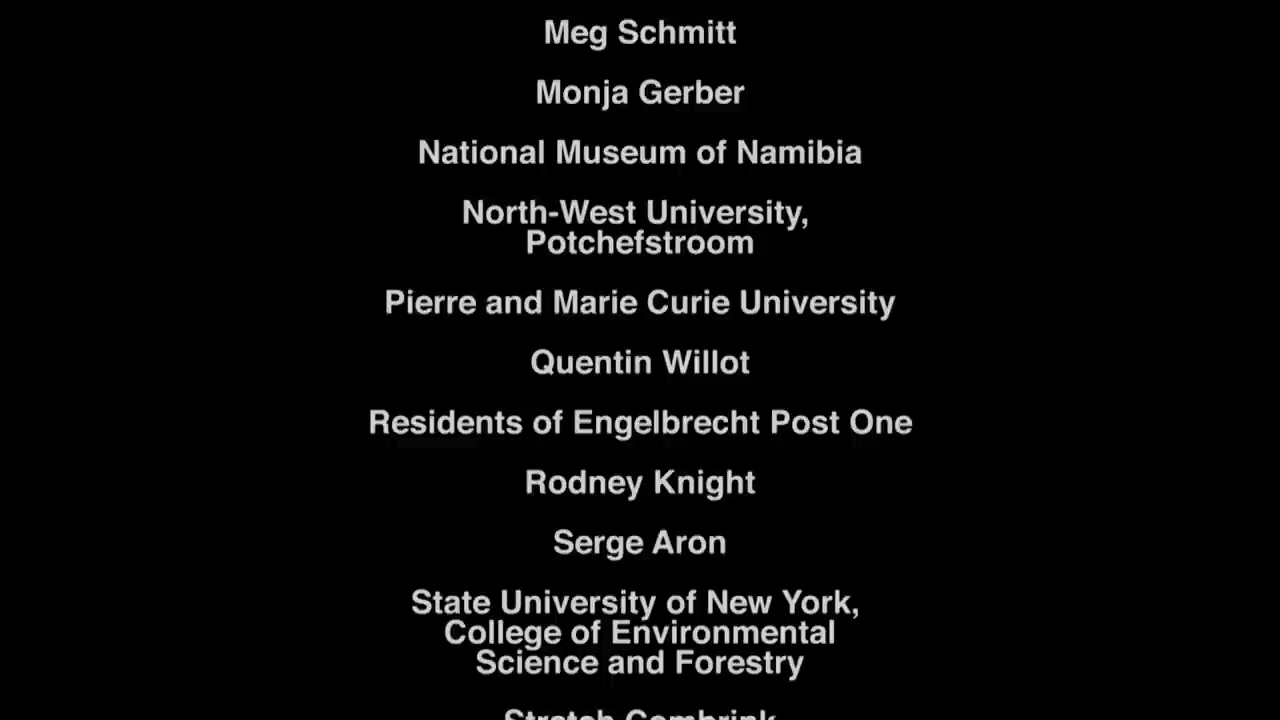 Meg Schmitt
Monja Gerber
National Museum of Namibia
North-West University,
Potchefstroom
Pierre and Marie Curie University
Quentin Willot
Residents of Engelbrecht Post One
Rodney Knight
Serge Aron
State University of New York,
College of Environmental
Science and Forestry